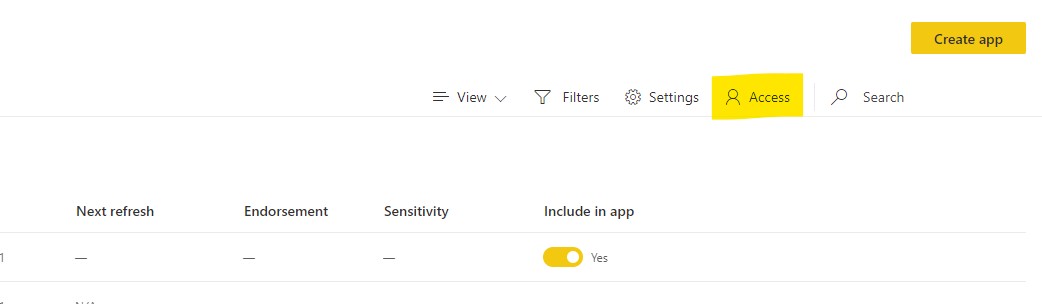 Create app
View Filters Settings Access Search
Next refresh Endorsement Sensitivity Include in app
1 — — — Yes